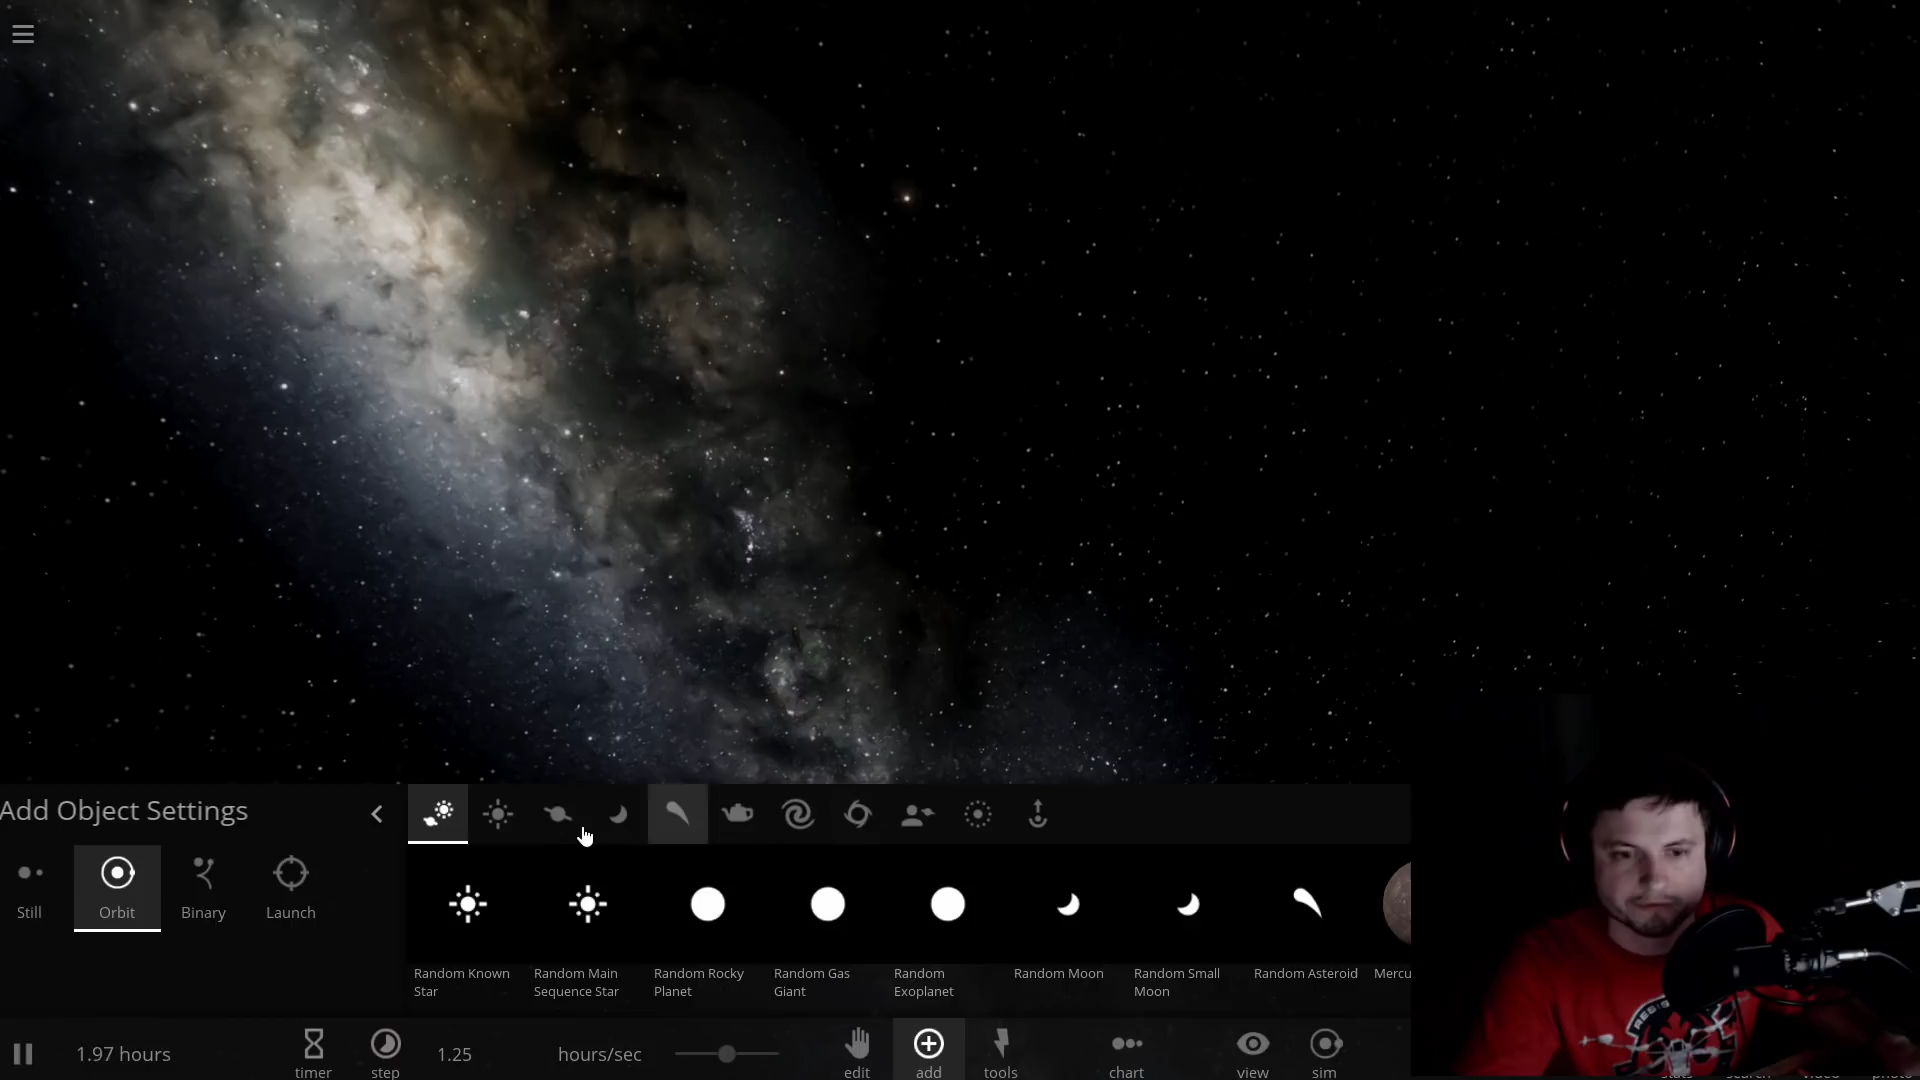 Add Object Settings
Still
Orbit
Binary
Launch
Random Known
Star
Random Main
Sequence Star
Random Rocky
Planet
Random Gas
Giant
Random
Exoplanet
Random Moon
Random Small
Moon
Random Asteroid
Mercu
1.97 hours
timer
step
1.25
hours/sec
edit
add
tools
chart
view
sim